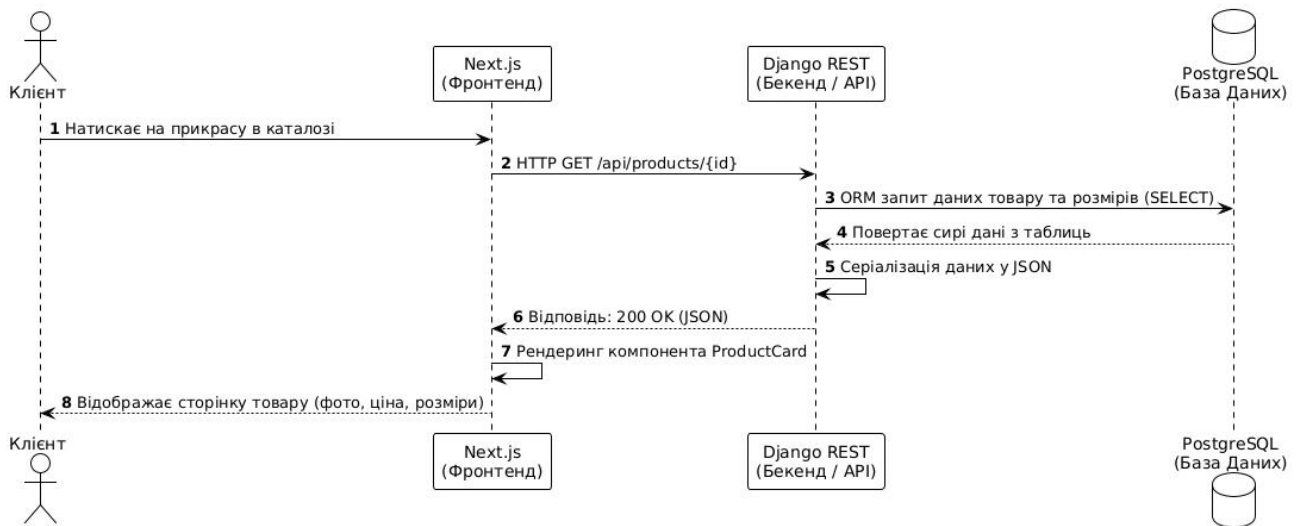 Клієнт
Next.js
(Фронтенд)
Django REST
(Бекенд / API)
PostgreSQL
(База Даних)
1 Натискає на прикрасу в каталозі
2 HTTP GET /api/products/{id}
3 ORM запит даних товару та розмірів (SELECT)
4 Повертає сирі дані з таблиць
5 Серіалізація даних у JSON
6 Відповідь: 200 OK (JSON)
7 Рендеринг компонента ProductCard
8 Відображає сторінку товару (фото, ціна, розміри)
Клієнт
Next.js
(Фронтенд)
Django REST
(Бекенд / API)
PostgreSQL
(База Даних)